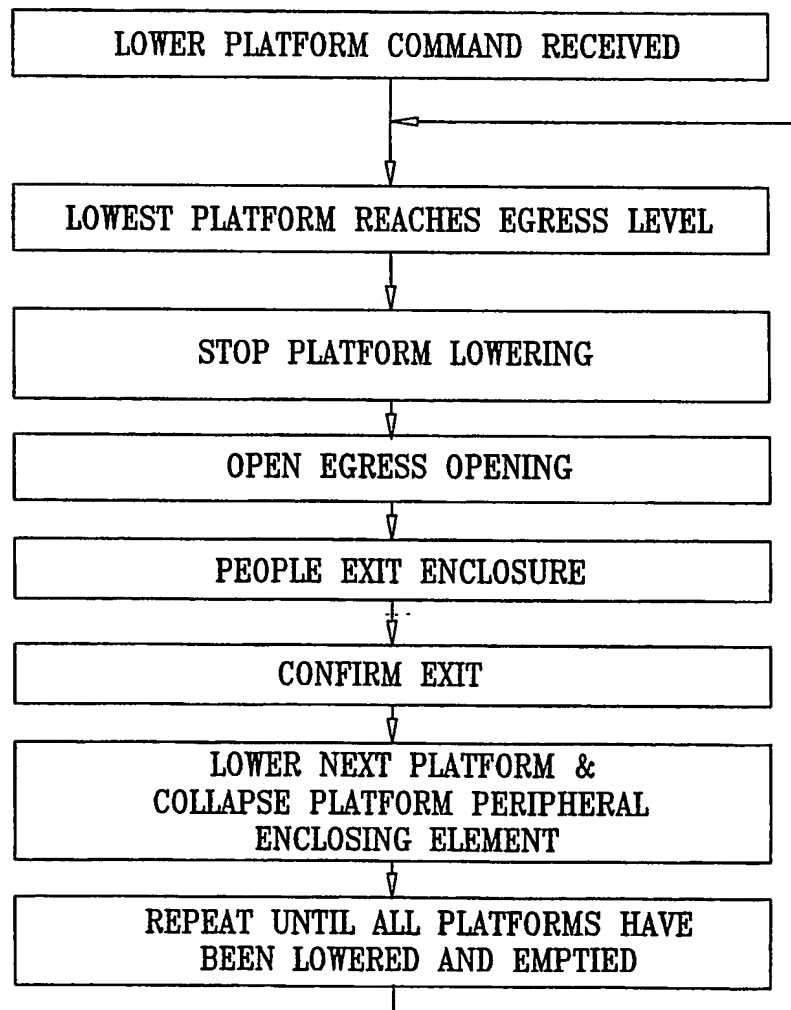 LOWER PLATFORM COMMAND RECEIVED
LOWEST PLATFORM REACHES EGRESS LEVEL
STOP PLATFORM LOWERING
OPEN EGRESS OPENING
PEOPLE EXIT ENCLOSURE
CONFIRM EXIT
LOWER NEXT PLATFORM &
COLLAPSE PLATFORM PERIPHERAL
ENCLOSING ELEMENT
REPEAT UNTIL ALL PLATFORMS HAVE
BEEN LOWERED AND EMPTIED